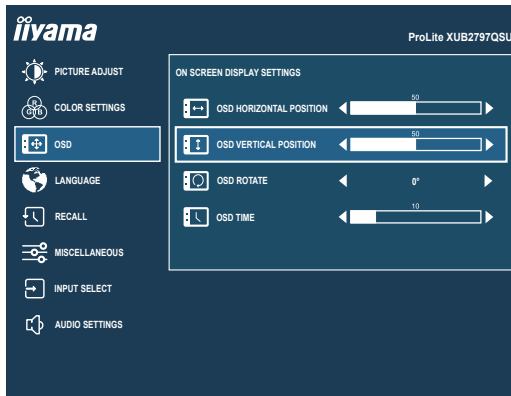 iiyama
ProLite XUB2797QSU
PICTURE ADJUST
COLOR SETTINGS
R
G B
OSD
LANGUAGE
RECALL
MISCELLANEOUS
INPUT SELECT
AUDIO SETTINGS
ON SCREEN DISPLAY SETTINGS
OSD HORIZONTAL POSITION
50
OSD VERTICAL POSITION
50
OSD ROTATE
0°
OSD TIME
10